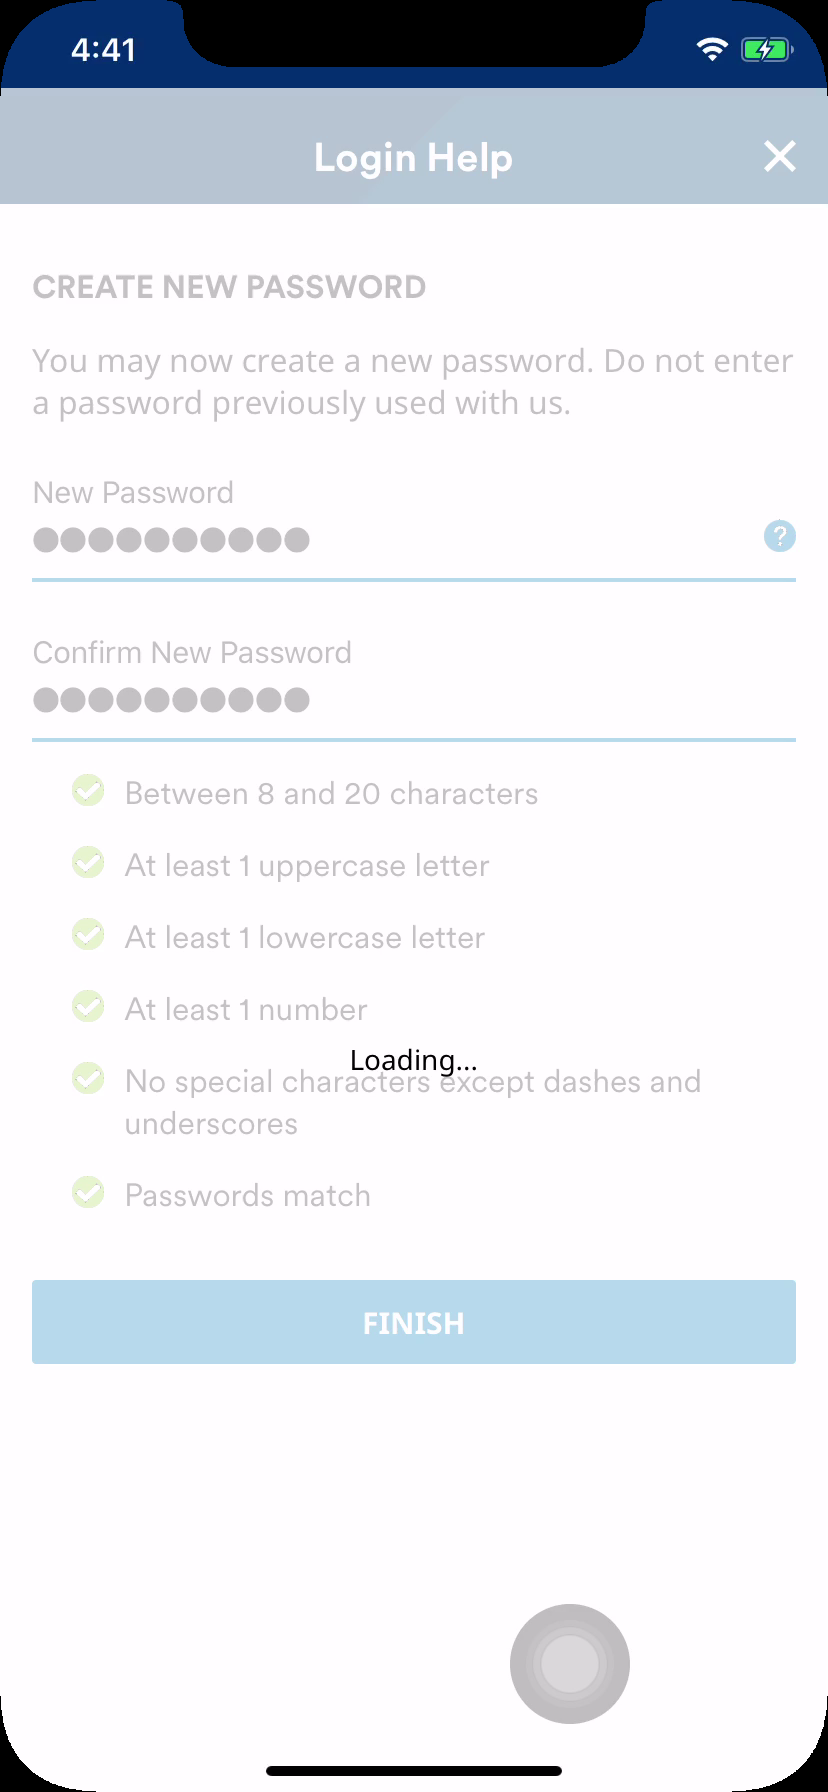 4:41
Login Help
CREATE NEW PASSWORD
You may now create a new password. Do not enter
a password previously used with us.
New Password
●●●●●●●●●●
?
Confirm New Password
●●●●●●●●●●
Between 8 and 20 characters
At least 1 uppercase letter
At least 1 lowercase letter
At least 1 number
Loading...
No special characters except dashes and
underscores
Passwords match
FINISH